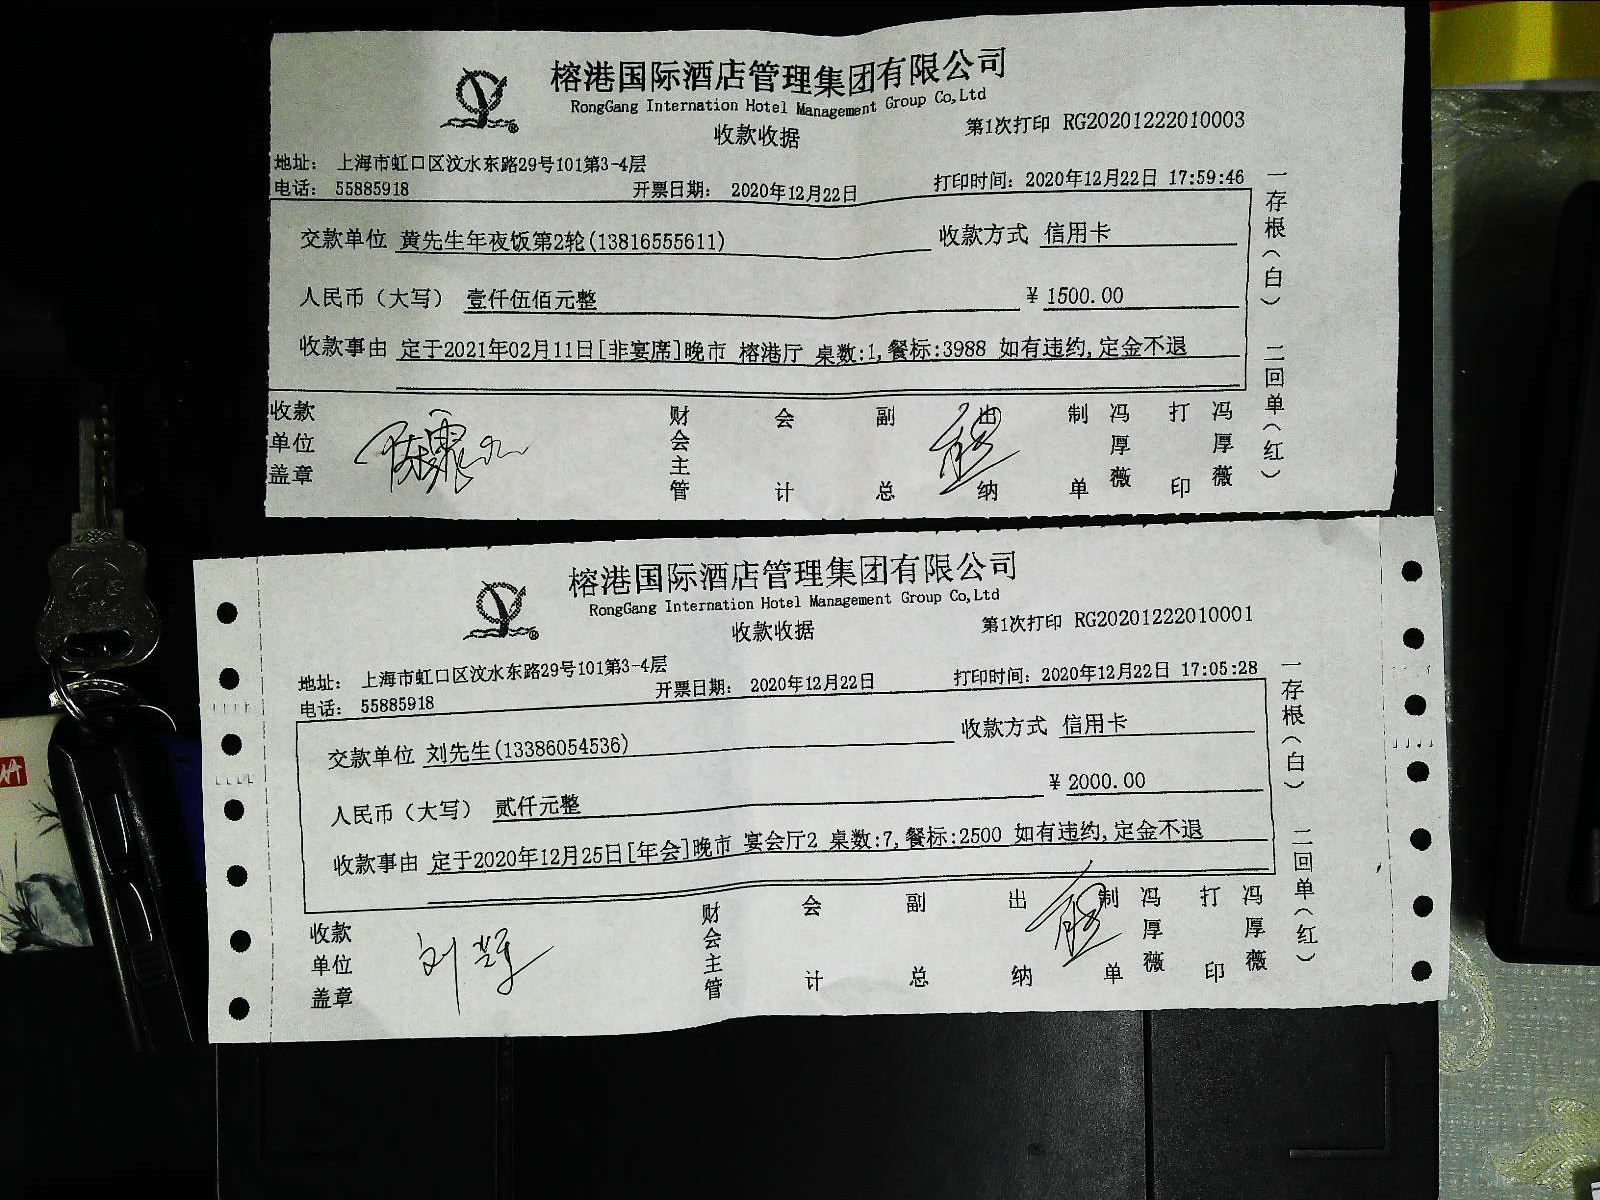 榕港国际酒店管理集团有限公司
RongGang Internation Hotel Management Group Co,Ltd
收款收据
第1次打印 RG20201222010003
地址： 上海市虹口区汶水东路29号101第3-4层
电话： 55885918
开票日期： 2020年12月22日
打印时间：2020年12月22日 17:59:46
交款单位 黄先生年夜饭第2轮(13816555611)
收款方式 信用卡
人民币（大写） 壹仟伍佰元整
¥ 1500.00
收款事由 定于2021年02月11日[非宴席]晚市 榕港厅 桌数:1,餐标:3988 如有违约,定金不退
收款单位盖章
财会主管
会计
副总
出纳
制单 冯厚薇
打印 冯厚薇
一存根（白） 二回单（红）
榕港国际酒店管理集团有限公司
RongGang Internation Hotel Management Group Co,Ltd
收款收据
第1次打印 RG20201222010001
地址： 上海市虹口区汶水东路29号101第3-4层
电话： 55885918
开票日期： 2020年12月22日
打印时间：2020年12月22日 17:05:28
交款单位 刘先生(13386054536)
收款方式 信用卡
人民币（大写） 贰仟元整
¥ 2000.00
收款事由 定于2020年12月25日[年会]晚市 宴会厅2 桌数:7,餐标:2500 如有违约,定金不退
收款单位盖章
财会主管
会计
副总
出纳
制单 冯厚薇
打印 冯厚薇
一存根（白） 二回单（红）